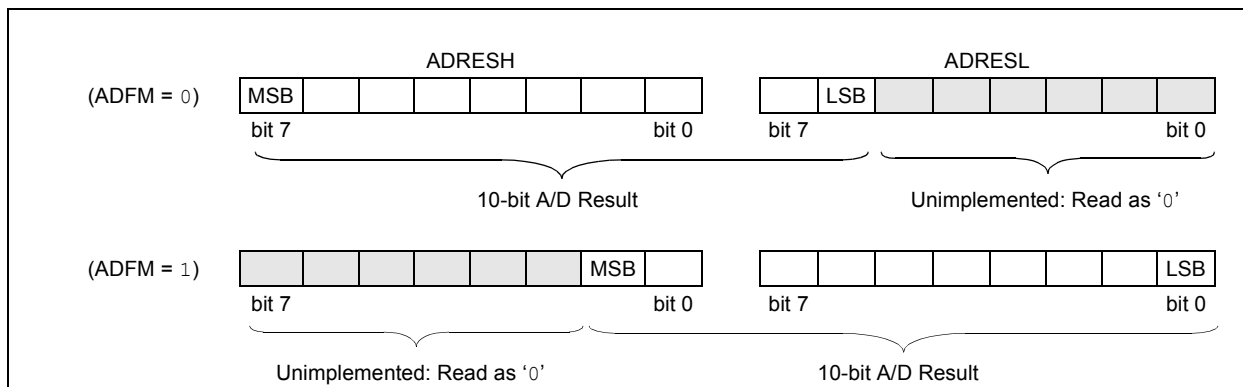 ADRESH ADRESL
(ADFM = 0) MSB LSB
bit 7 bit 0 bit 7 bit 0
10-bit A/D Result Unimplemented: Read as ‘0’
(ADFM = 1) MSB LSB
bit 7 bit 0 bit 7 bit 0
Unimplemented: Read as ‘0’ 10-bit A/D Result